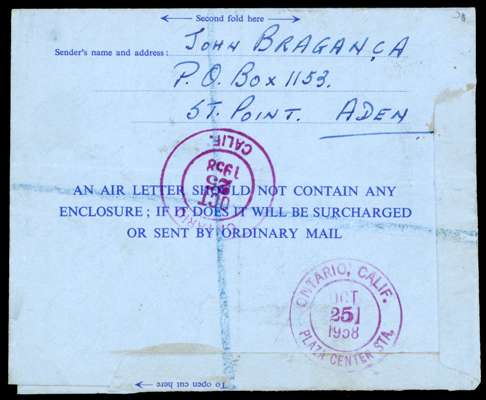 Second fold here
Sender's name and address: JOHN BRAGANÇA
P.O. BOX 1153.
ST. POINT. ADEN
CALIF.
OCT
25
1958
AN AIR LETTER SHOULD NOT CONTAIN ANY
ENCLOSURE; IF IT DOES IT WILL BE SURCHARGED
OR SENT BY ORDINARY MAIL
ONTARIO, CALIF.
OCT
251
1958
PLAZA CENTER STA.
To open cut here